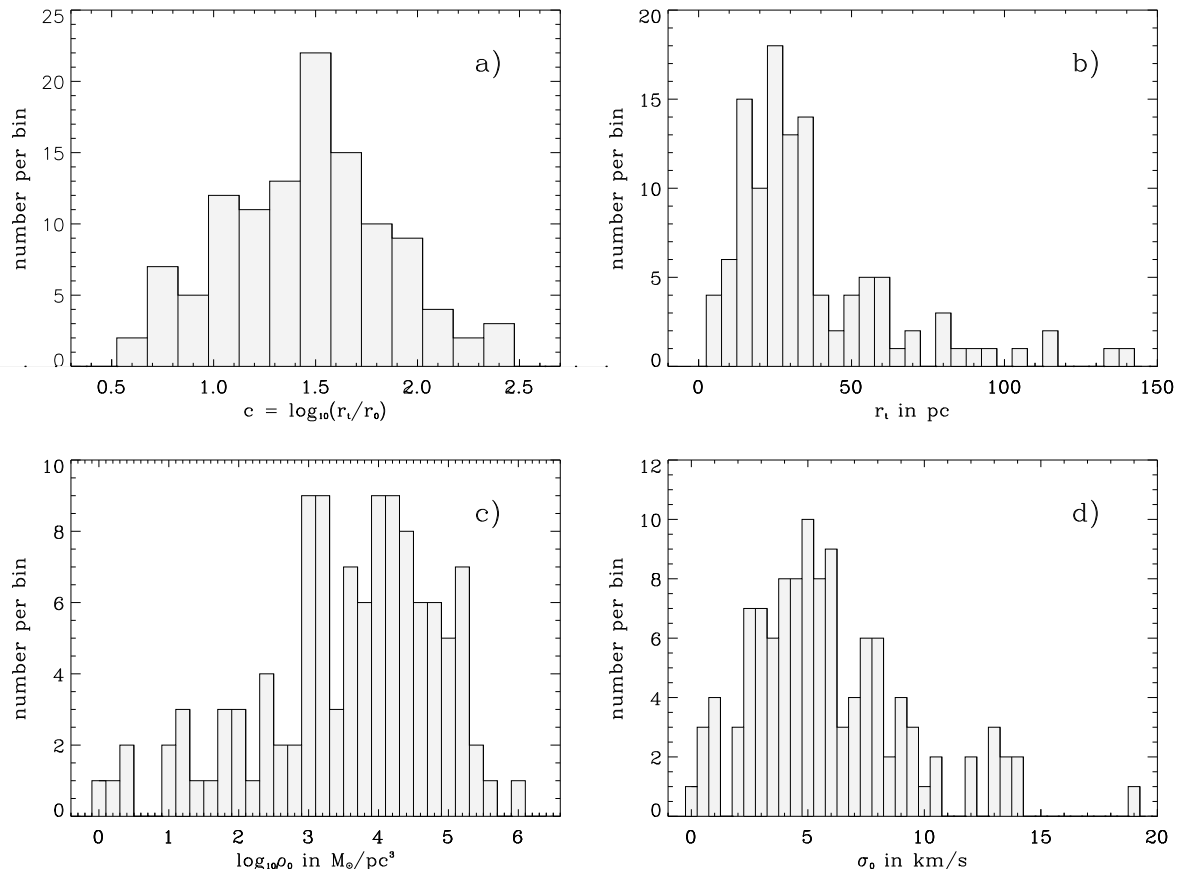 25
20
15
10
5
0
number per bin
a)
0.5 1.0 1.5 2.0 2.5
c = log₁₀(rₜ/r₀)
20
15
10
5
0
number per bin
b)
0 50 100 150
rₜ in pc
10
8
6
4
2
0
number per bin
c)
0 1 2 3 4 5 6
log₁₀ρ₀ in M☉/pc³
12
10
8
6
4
2
0
number per bin
d)
0 5 10 15 20
σ₀ in km/s